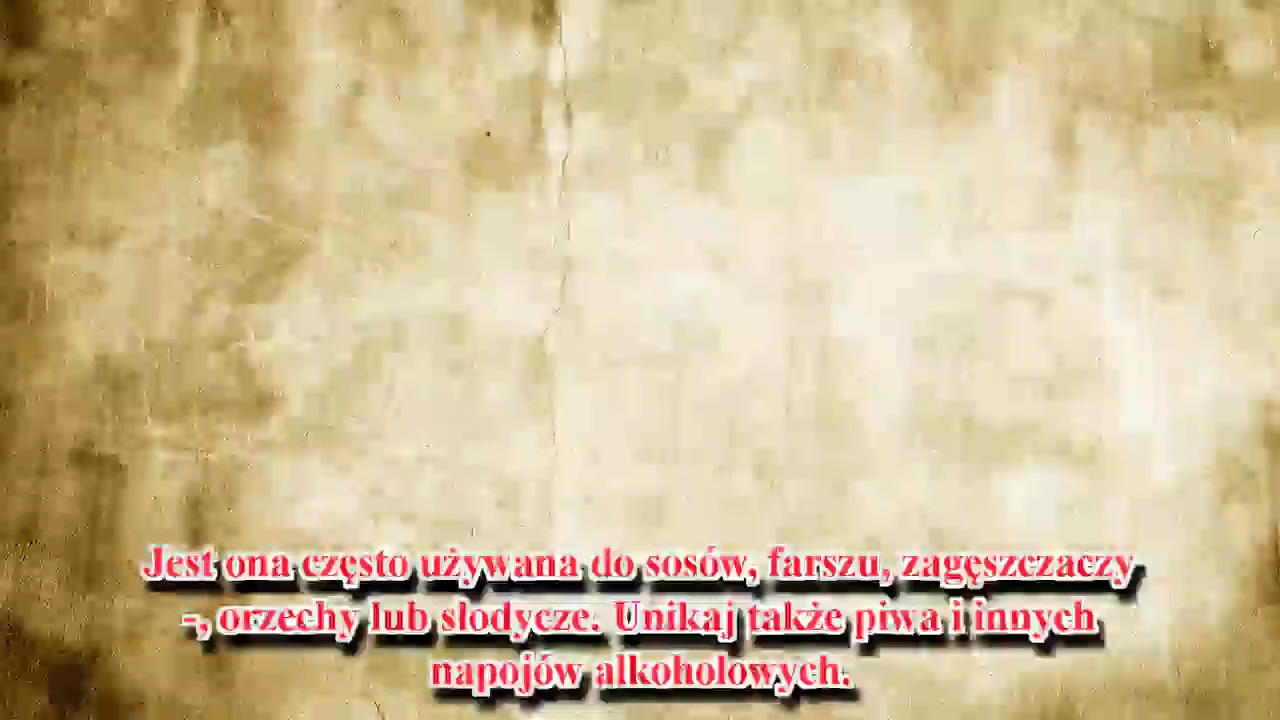 Jest ona często używana do sosów, farszu, zagęszczaczy
-, orzechy lub słodycze. Unikaj także piwa i innych
napojów alkoholowych.